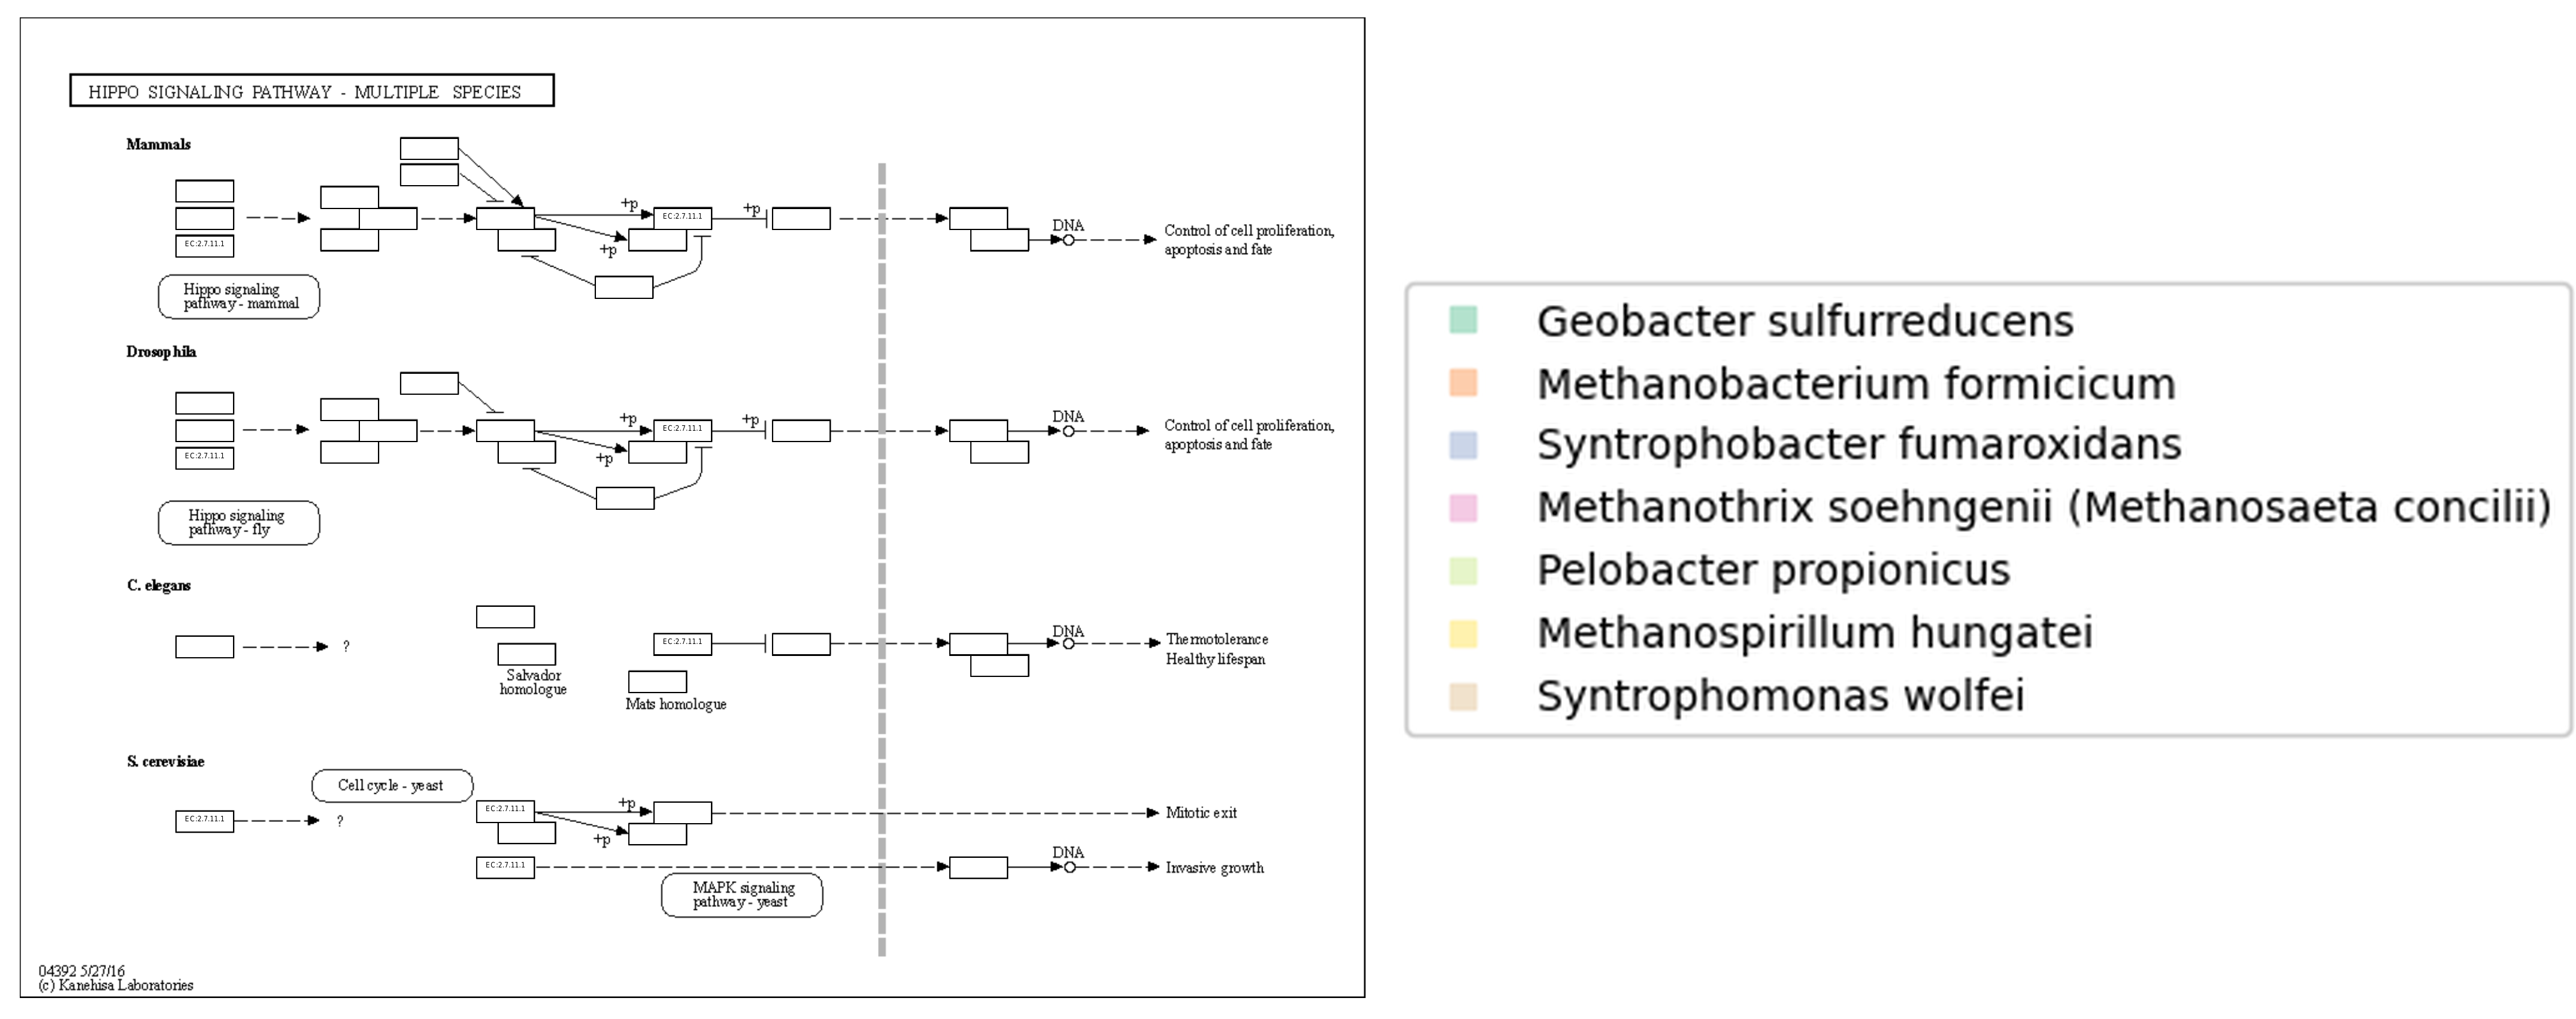 HIPPO SIGNALING PATHWAY - MULTIPLE SPECIES
Mammals
EC:2.7.11.1
+p
+p
EC:2.7.11.1
+p
DNA
Control of cell proliferation,
apoptosis and fate
Hippo signaling
pathway - mammal
Drosophila
EC:2.7.11.1
+p
+p
EC:2.7.11.1
+p
DNA
Control of cell proliferation,
apoptosis and fate
Hippo signaling
pathway - fly
C. elegans
?
Salvador
homologue
EC:2.7.11.1
Mats homologue
DNA
Thermotolerance
Healthy lifespan
S. cerevisiae
Cell cycle - yeast
EC:2.7.11.1
?
EC:2.7.11.1
+p
+p
Mitotic exit
EC:2.7.11.1
DNA
Invasive growth
MAPK signaling
pathway - yeast
04392 5/27/16
(c) Kanehisa Laboratories
Geobacter sulfurreducens
Methanobacterium formicicum
Syntrophobacter fumaroxidans
Methanothrix soehngenii (Methanosaeta concilii)
Pelobacter propionicus
Methanospirillum hungatei
Syntrophomonas wolfei